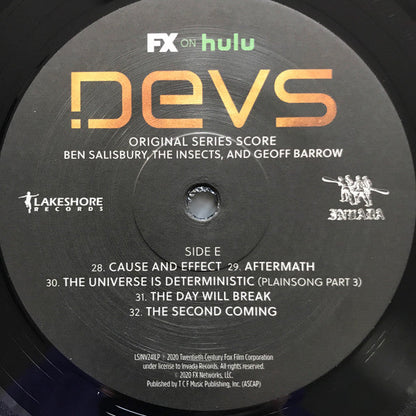 FX ON hulu
DEVS
ORIGINAL SERIES SCORE
BEN SALISBURY, THE INSECTS, AND GEOFF BARROW
LAKESHORE
RECORDS
INVADA
SIDE E
28. CAUSE AND EFFECT 29. AFTERMATH
30. THE UNIVERSE IS DETERMINISTIC (PLAINSONG PART 3)
31. THE DAY WILL BREAK
32. THE SECOND COMING
LSINV241LP ℗ 2020 Twentieth Century Fox Film Corporation
under license to Invada Records. All rights reserved.
© 2020 FX Networks, LLC.
Published by T C F Music Publishing, Inc. (ASCAP)